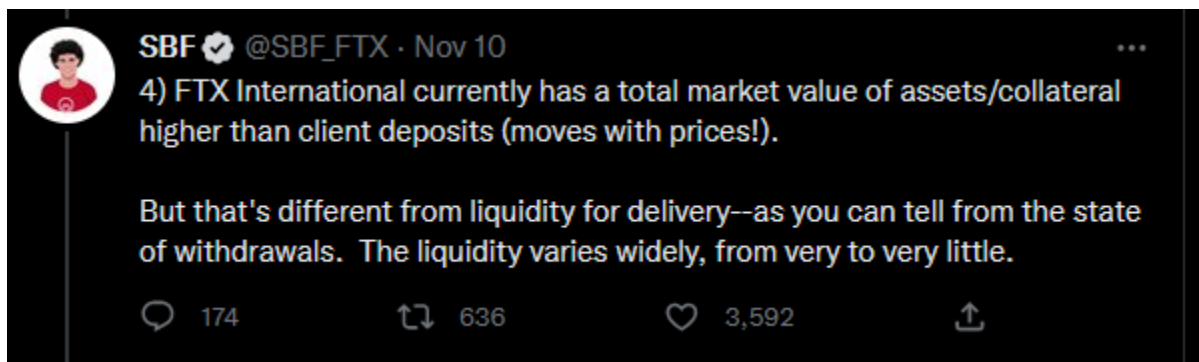 SBF @SBF_FTX · Nov 10
4) FTX International currently has a total market value of assets/collateral
higher than client deposits (moves with prices!).
But that's different from liquidity for delivery--as you can tell from the state
of withdrawals.  The liquidity varies widely, from very to very little.
174 636 3,592